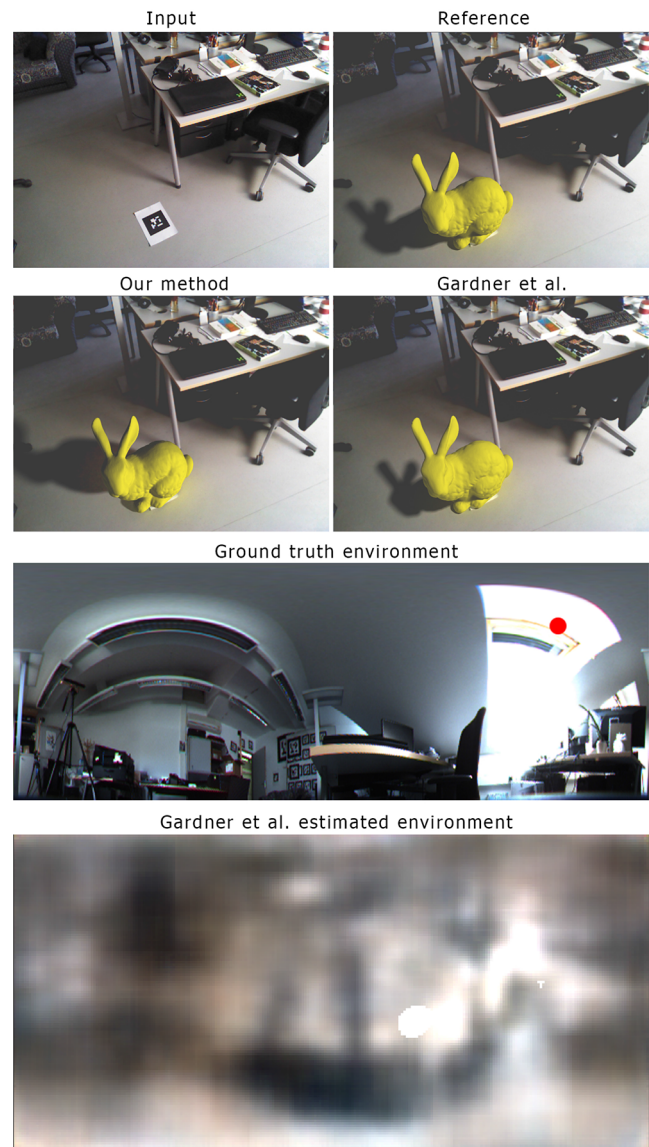 Input
Reference
Our method
Gardner et al.
Ground truth environment
Gardner et al. estimated environment